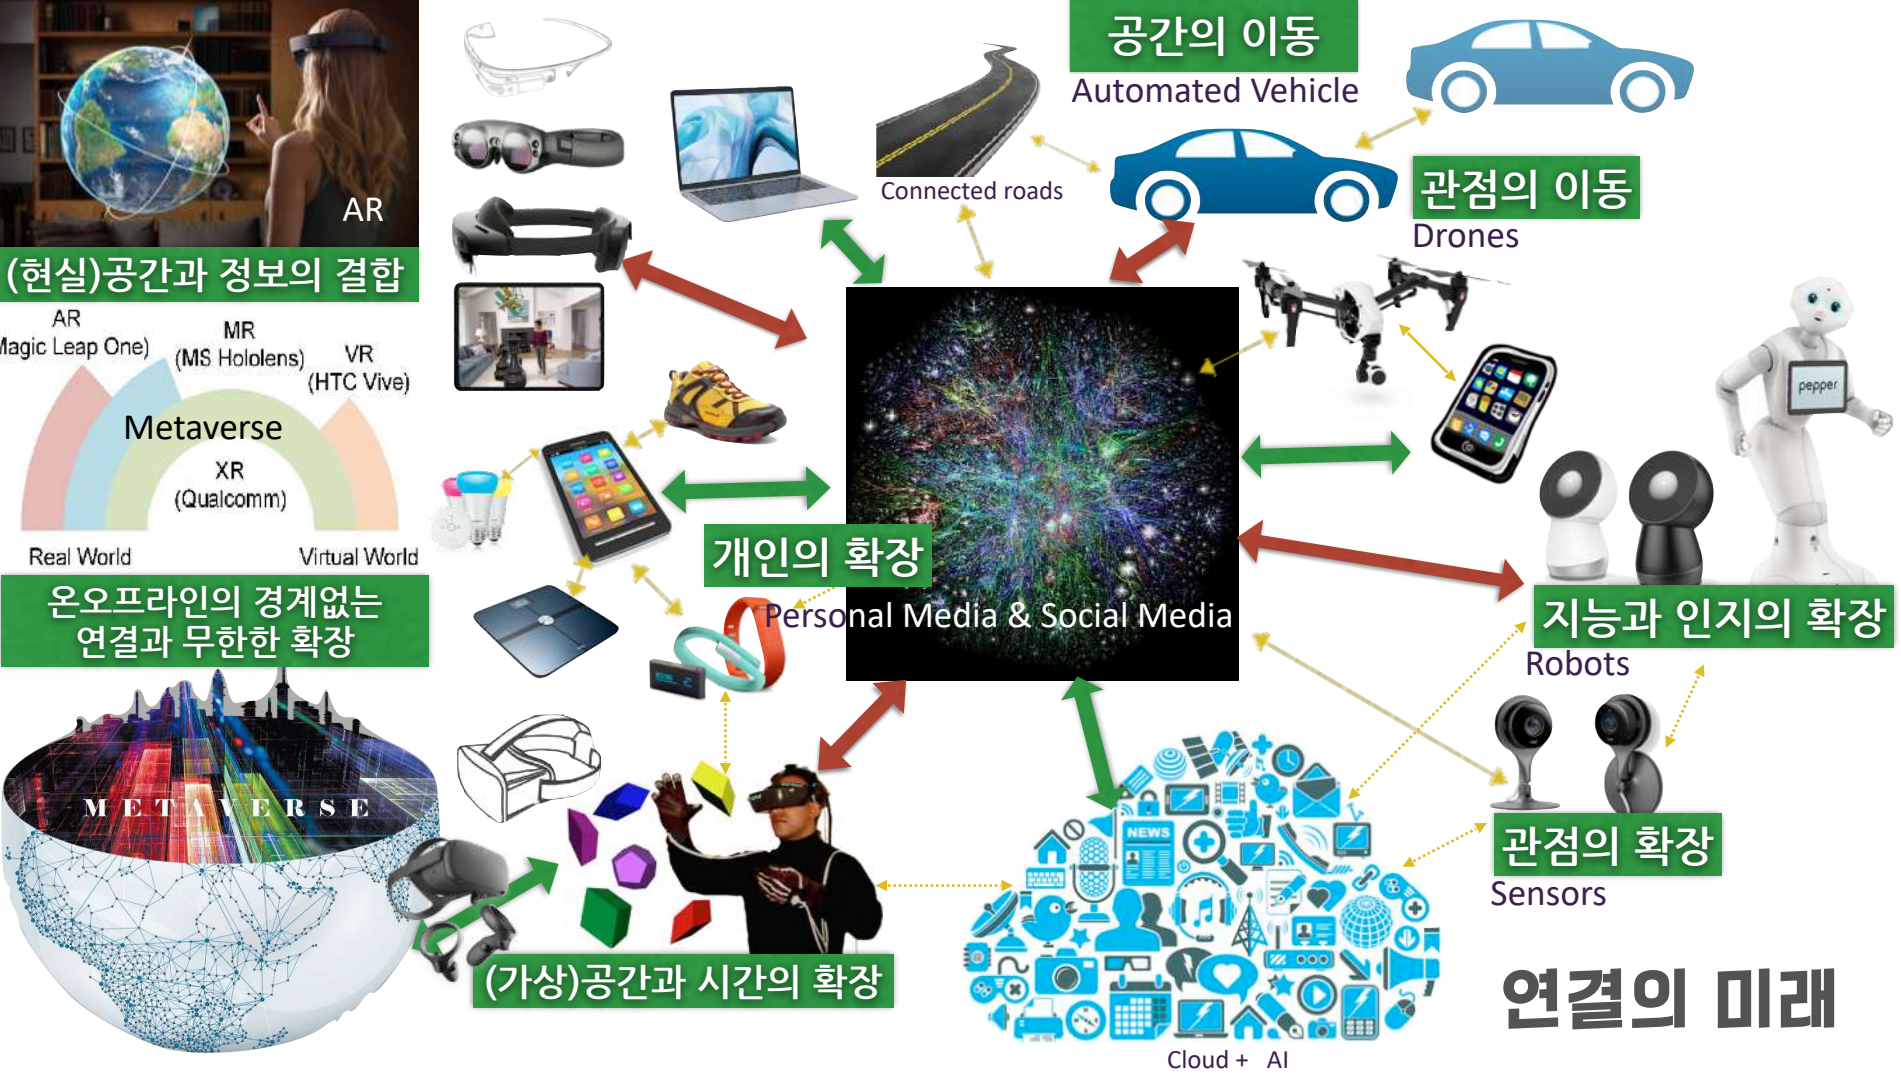 공간의 이동
Automated Vehicle
AR
Connected roads
관점의 이동
Drones
(현실)공간과 정보의 결합
AR
Magic Leap One)
MR
(MS Hololens)
VR
(HTC Vive)
Metaverse
XR
(Qualcomm)
Real World
Virtual World
pepper
개인의 확장
Personal Media & Social Media
온오프라인의 경계없는
연결과 무한한 확장
지능과 인지의 확장
Robots
METAVERSE
NEWS
관점의 확장
Sensors
(가상)공간과 시간의 확장
연결의 미래
Cloud + AI